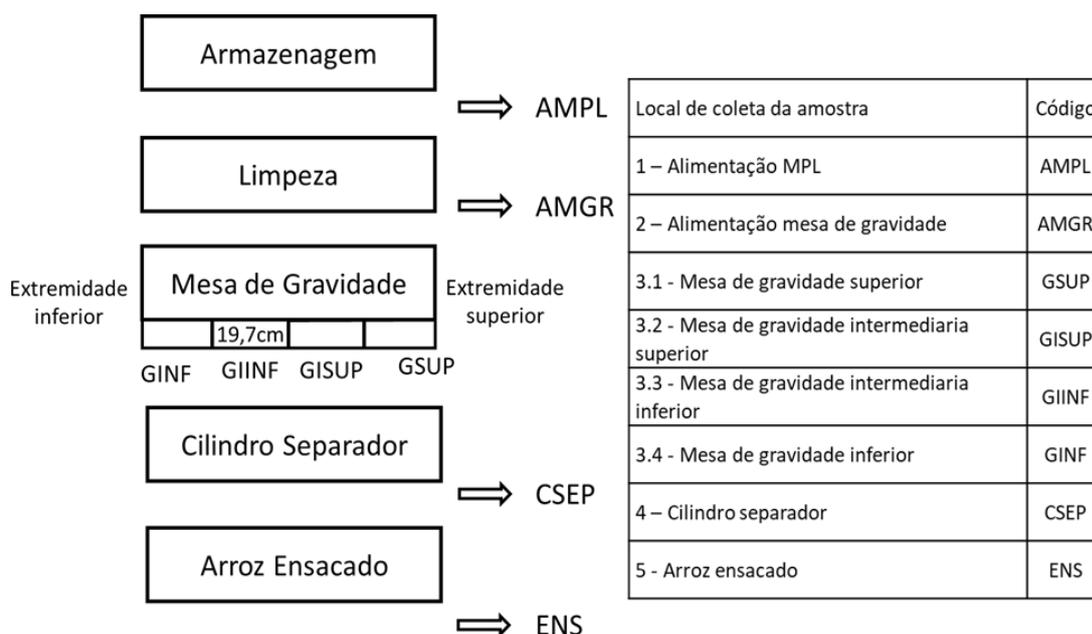 Armazenagem
AMPL
Limpeza
AMGR
Extremidade
inferior
Mesa de Gravidade
Extremidade
superior
19,7cm
GINF
GIINF
GISUP
GSUP
Cilindro Separador
CSEP
Arroz Ensacado
ENS
Local de coleta da amostra Código
1 – Alimentação MPL AMPL
2 – Alimentação mesa de gravidade AMGR
3.1 - Mesa de gravidade superior GSUP
3.2 - Mesa de gravidade intermediaria
superior GISUP
3.3 - Mesa de gravidade intermediaria
inferior GIINF
3.4 - Mesa de gravidade inferior GINF
4 – Cilindro separador CSEP
5 - Arroz ensacado ENS